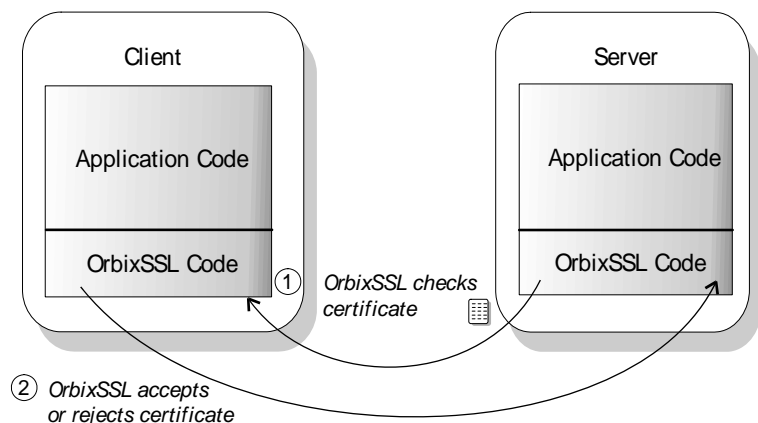 Client
Server
Application Code
Application Code
OrbixSSL Code
OrbixSSL Code
1
OrbixSSL checks
certificate
2 OrbixSSL accepts
or rejects certificate